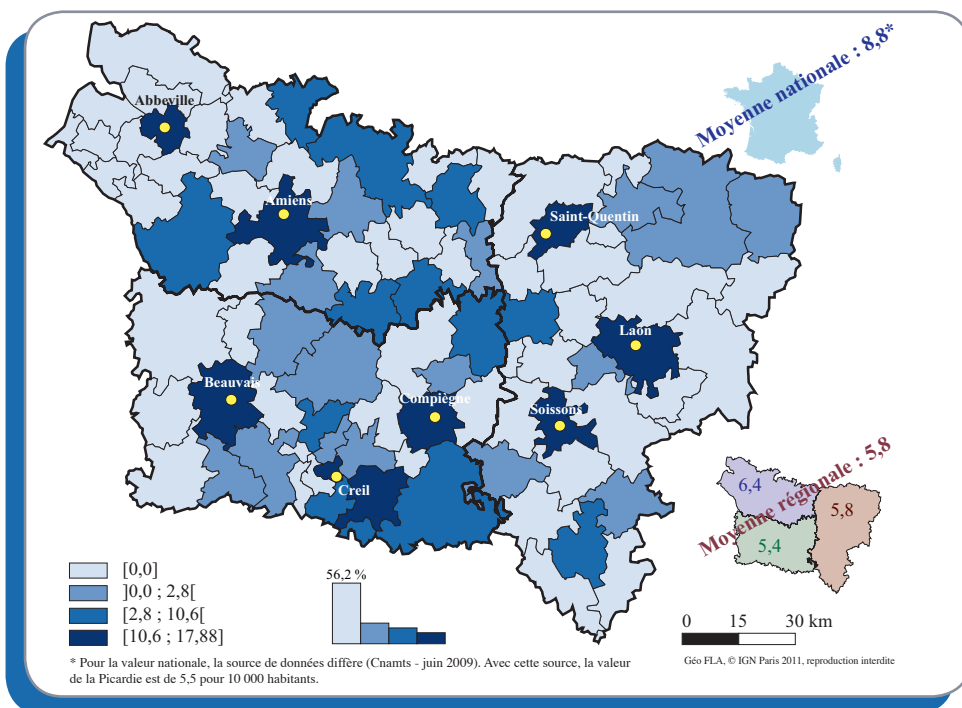 Moyenne nationale : 8,8*
Abbeville
Amiens
Saint-Quentin
Laon
Beauvais
Compiègne
Soissons
Creil
Moyenne régionale : 5,8
6,4
5,8
5,4
[0,0]
]0,0 ; 2,8[
[2,8 ; 10,6[
[10,6 ; 17,88]
56,2 %
0 15 30 km
Géo FLA, © IGN Paris 2011, reproduction interdite
* Pour la valeur nationale, la source de données diffère (Cnamts - juin 2009). Avec cette source, la valeur
de la Picardie est de 5,5 pour 10 000 habitants.